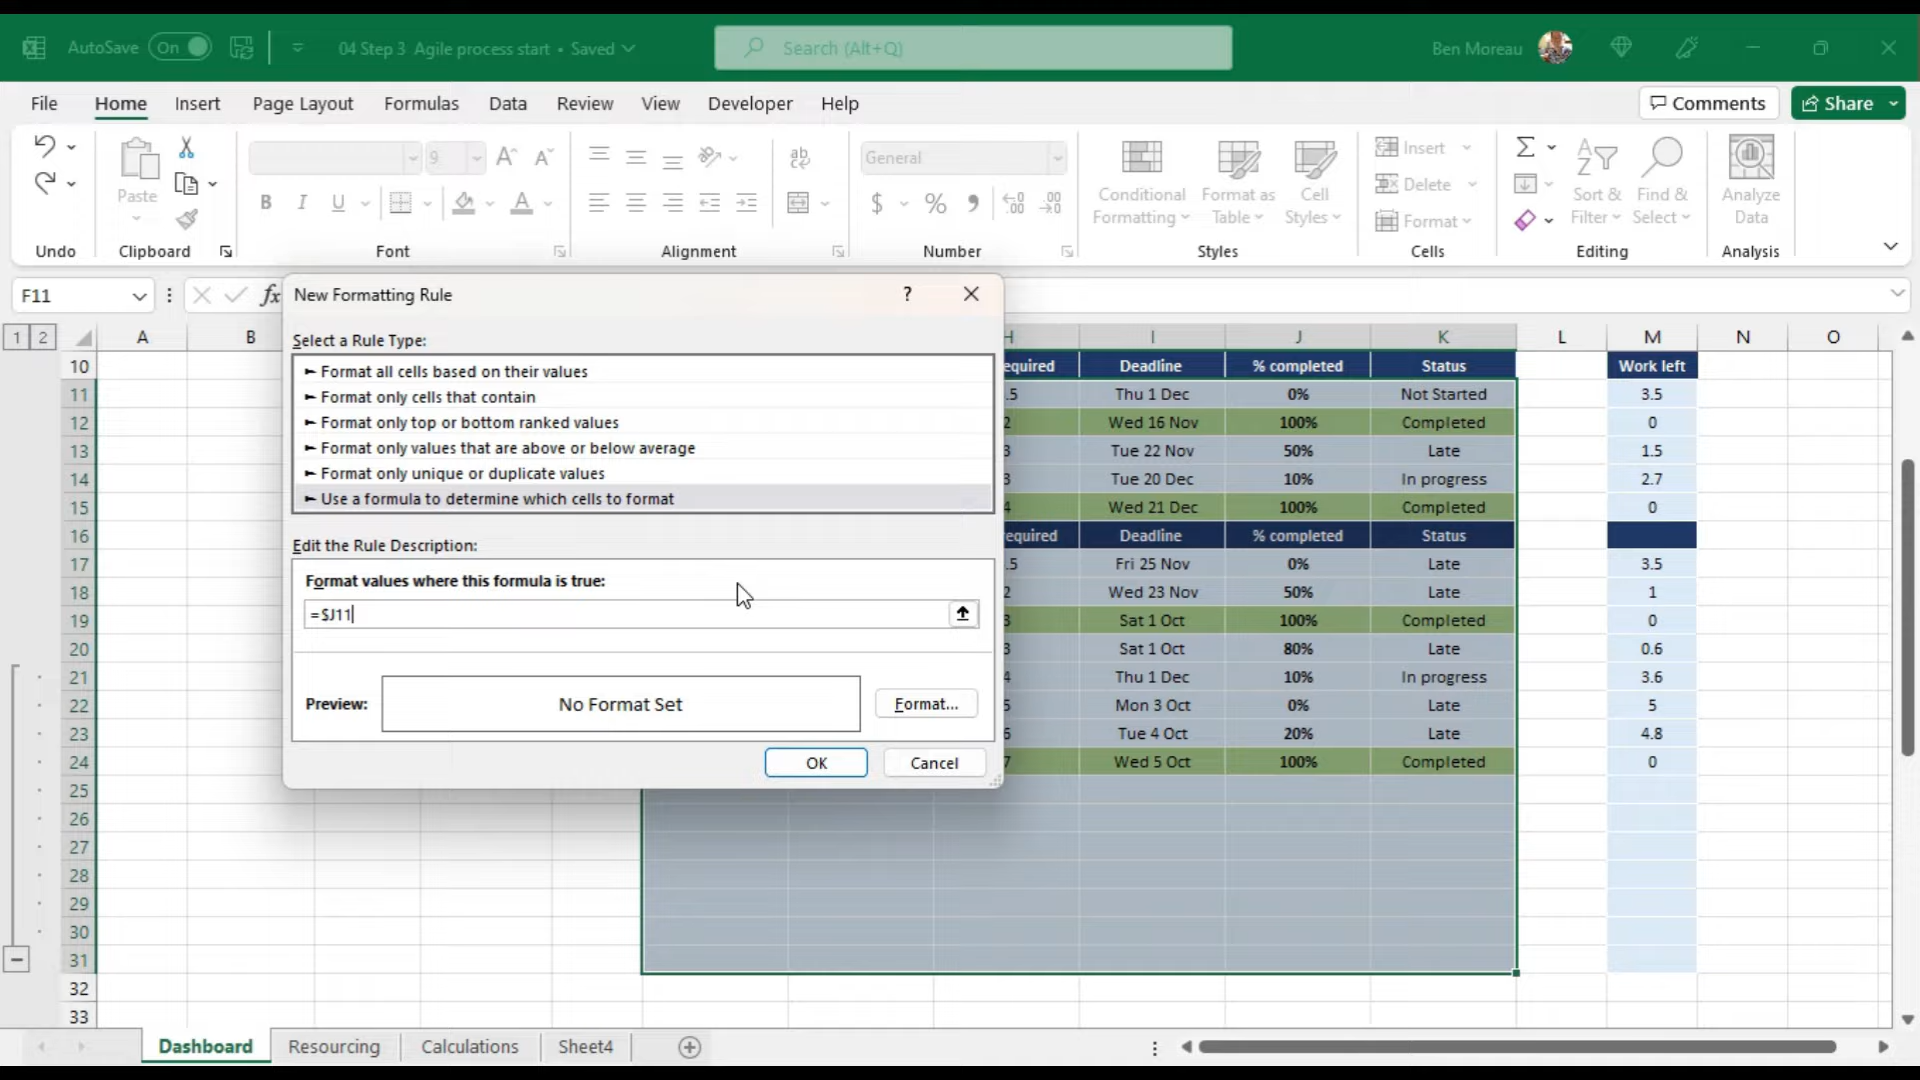 AutoSave On 04 Step 3 Agile process start • Saved Search (Alt+Q) Ben Moreau
File Home Insert Page Layout Formulas Data Review View Developer Help Comments Share
Paste 9 A^ Aˇ ab General Conditional Formatting Format as Table Cell Styles Insert Delete Format Sort & Filter Find & Select Analyze Data
B I U A $ % 9
Undo Clipboard Font Alignment Number Styles Cells Editing Analysis
F11 fx
New Formatting Rule ?
Select a Rule Type:
► Format all cells based on their values
► Format only cells that contain
► Format only top or bottom ranked values
► Format only values that are above or below average
► Format only unique or duplicate values
► Use a formula to determine which cells to format
Edit the Rule Description:
Format values where this formula is true:
=$J11
Preview: No Format Set Format...
OK Cancel
1 2 A B H I J K L M N O
10 equired Deadline % completed Status Work left
11 .5 Thu 1 Dec 0% Not Started 3.5
12 2 Wed 16 Nov 100% Completed 0
13 3 Tue 22 Nov 50% Late 1.5
14 3 Tue 20 Dec 10% In progress 2.7
15 4 Wed 21 Dec 100% Completed 0
16 equired Deadline % completed Status
17 .5 Fri 25 Nov 0% Late 3.5
18 2 Wed 23 Nov 50% Late 1
19 3 Sat 1 Oct 100% Completed 0
20 3 Sat 1 Oct 80% Late 0.6
21 4 Thu 1 Dec 10% In progress 3.6
22 5 Mon 3 Oct 0% Late 5
23 6 Tue 4 Oct 20% Late 4.8
24 7 Wed 5 Oct 100% Completed 0
25
26
27
28
29
30
31
32
33
Dashboard Resourcing Calculations Sheet4